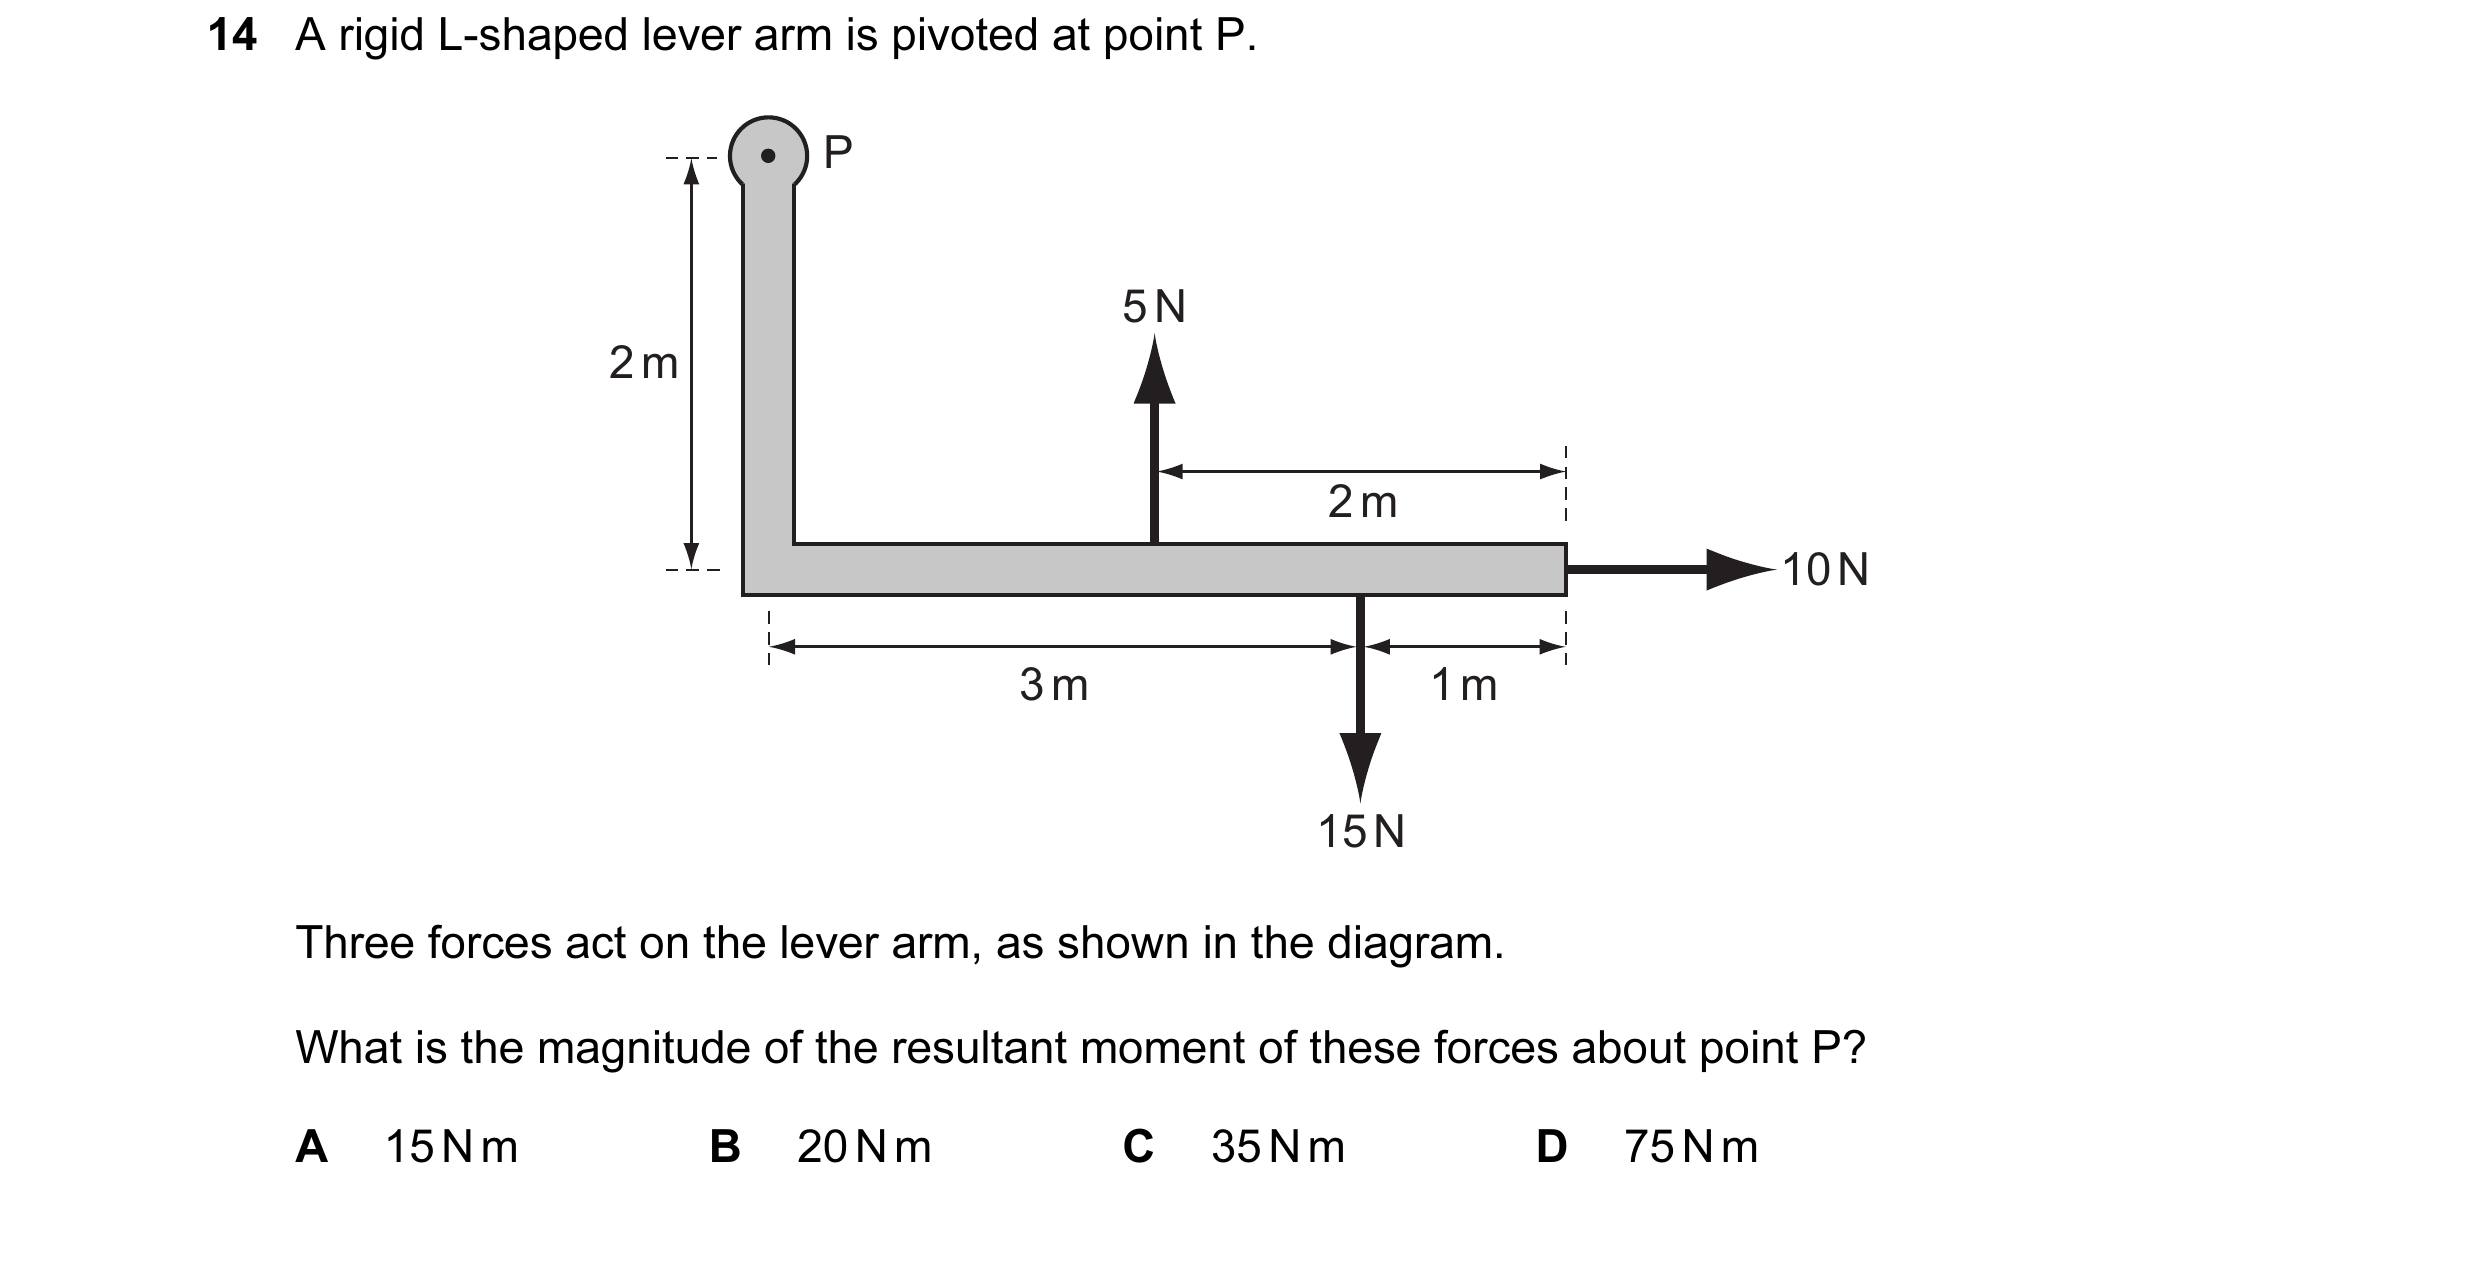 14 A rigid L-shaped lever arm is pivoted at point P.
P
5 N
2 m
2 m
10 N
3 m
1 m
15 N
Three forces act on the lever arm, as shown in the diagram.
What is the magnitude of the resultant moment of these forces about point P?
A 15 N m B 20 N m C 35 N m D 75 N m